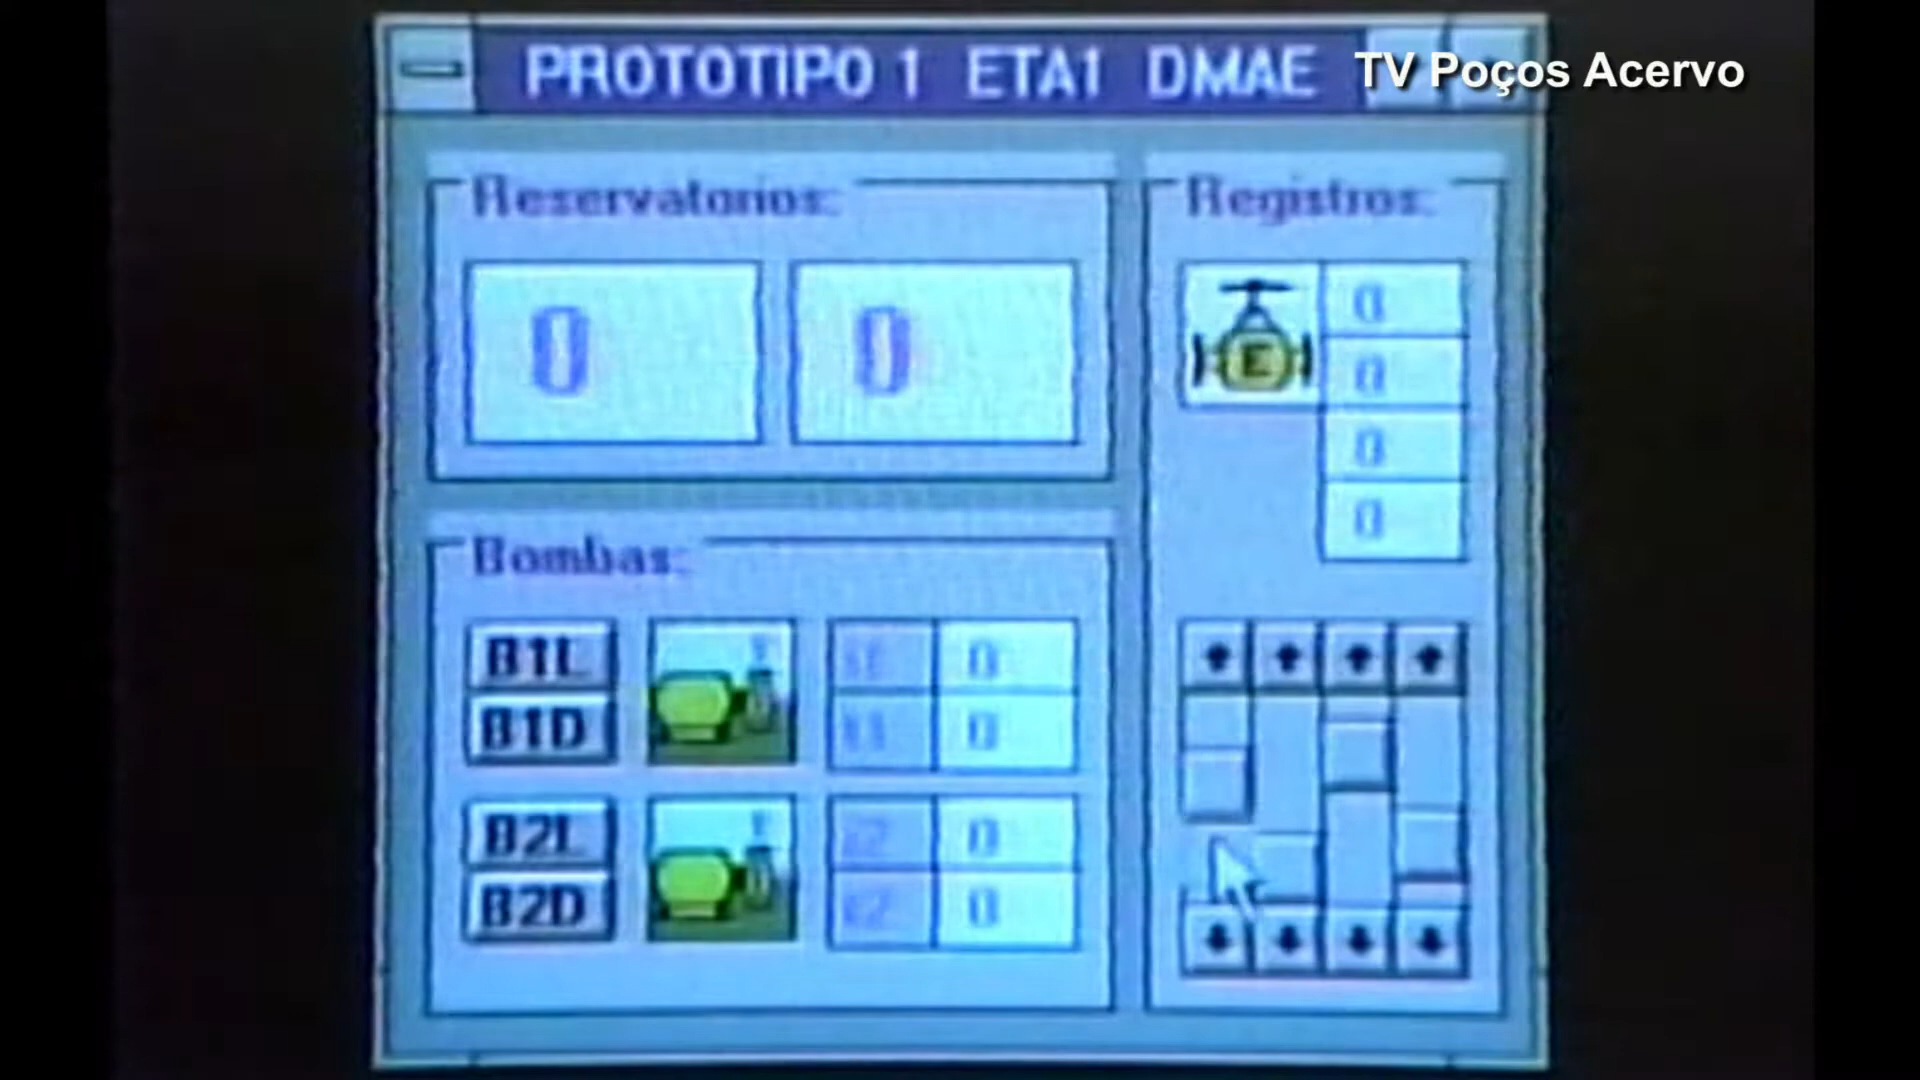 PROTOTIPO 1 ETA1 DMAE
TV Poços Acervo
Reservatorios:
Registros:
0 0
E
0
0
0
0
Bombas:
B1L
0
B1D
0
B2L
0
B2D
0